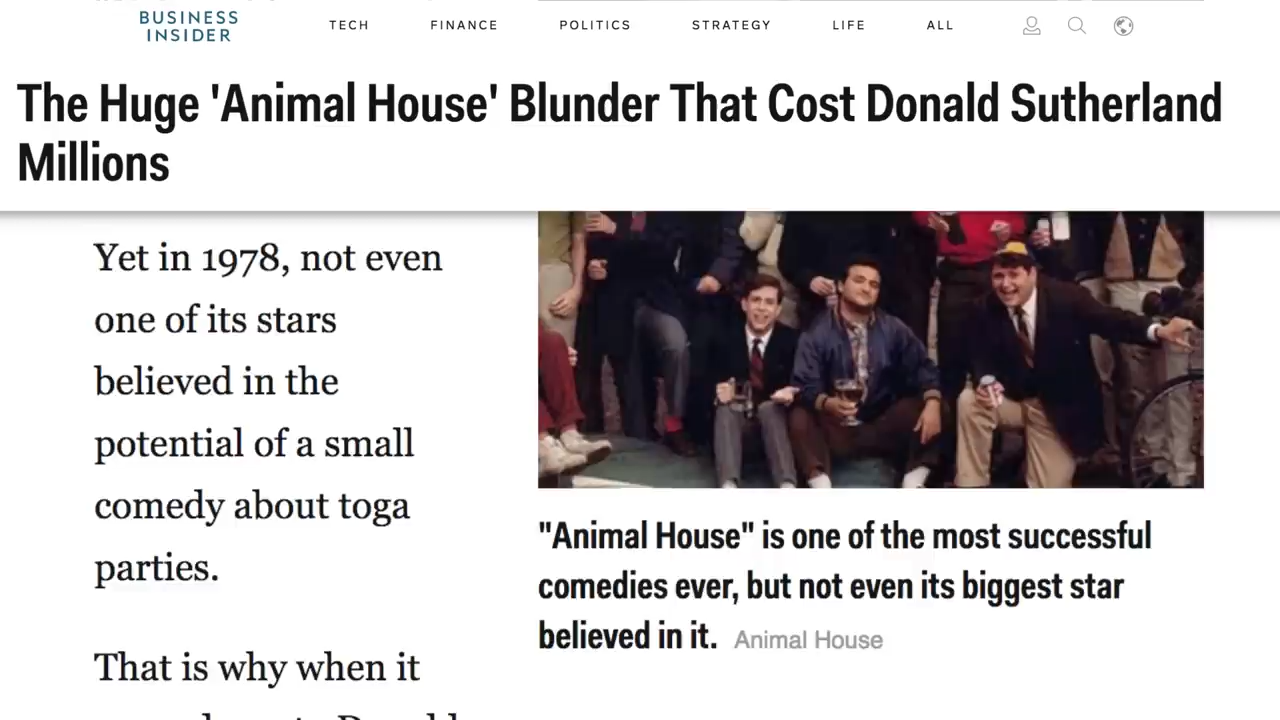 BUSINESS
INSIDER
TECH
FINANCE
POLITICS
STRATEGY
LIFE
ALL
The Huge 'Animal House' Blunder That Cost Donald Sutherland
Millions
Yet in 1978, not even
one of its stars
believed in the
potential of a small
comedy about toga
parties.
That is why when it
"Animal House" is one of the most successful
comedies ever, but not even its biggest star
believed in it. Animal House